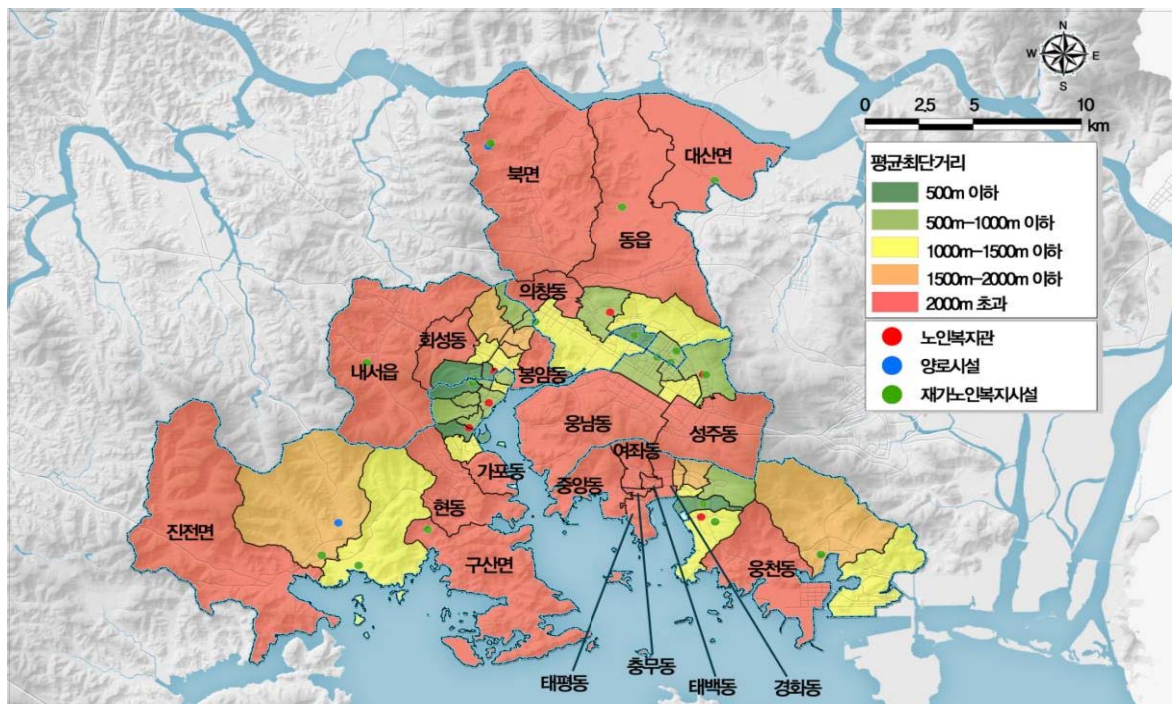 N
W E
S
0 2.5 5 10
km
평균최단거리
500m 이하
500m-1000m 이하
1000m-1500m 이하
1500m-2000m 이하
2000m 초과
노인복지관
양로시설
재가노인복지시설
대산면
북면
동읍
의창동
회성동
내서읍
봉암동
웅남동
성주동
여좌동
가포동
중앙동
현동
진전면
구산면
웅천동
충무동
태평동
태백동
경화동